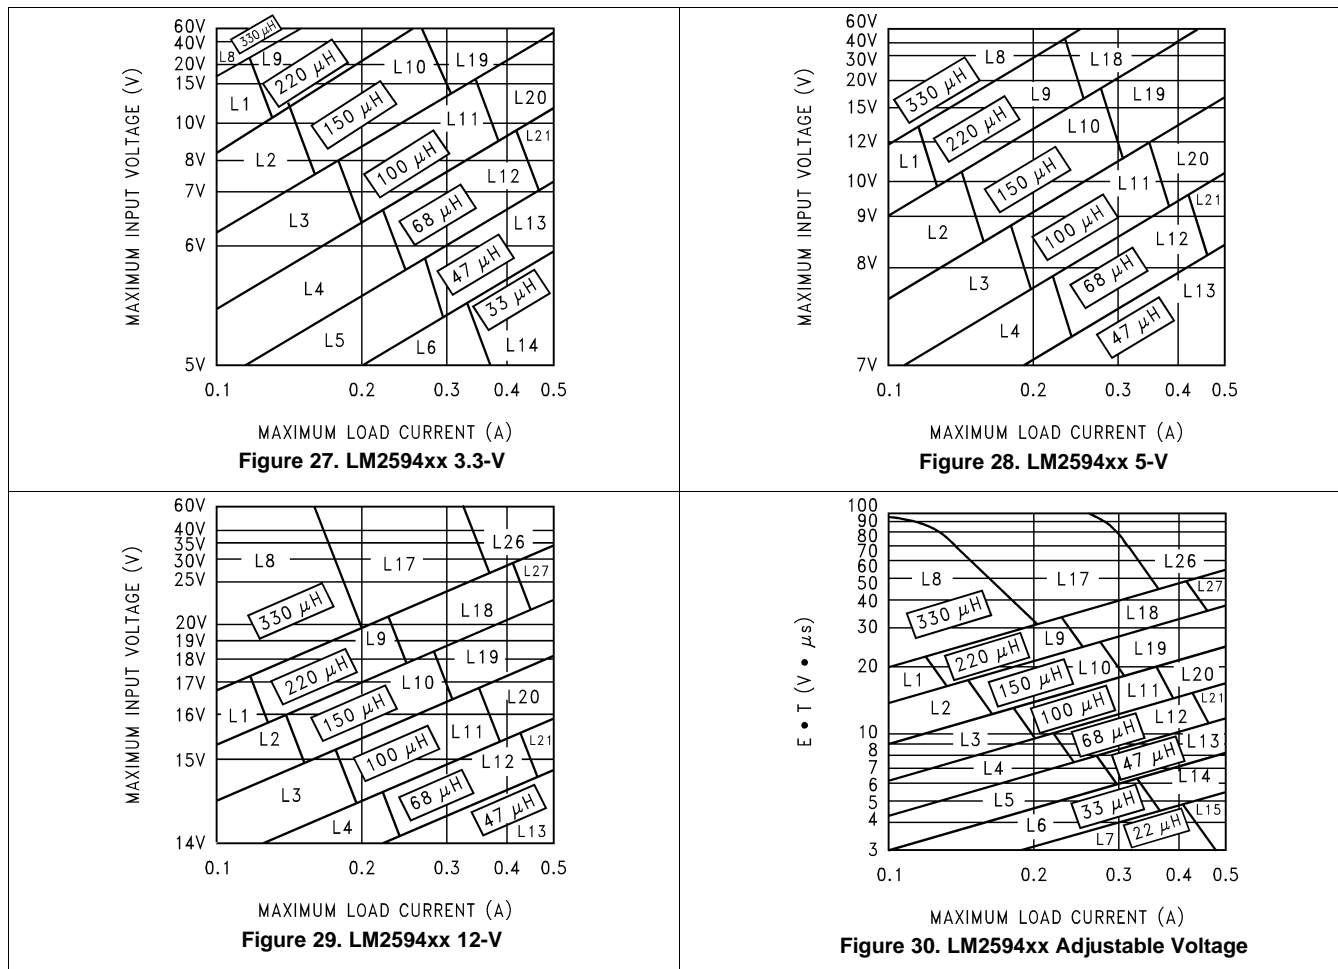 MAXIMUM INPUT VOLTAGE (V)
60V
40V
20V
15V
10V
8V
7V
6V
5V
330 μH
L8
L9
220 μH
L10
L19
L1
150 μH
L11
L20
L2
100 μH
L12
L21
L3
68 μH
L13
47 μH
L4
33 μH
L5
L6
L14
0.1
0.2
0.3
0.4
0.5
MAXIMUM LOAD CURRENT (A)
Figure 27. LM2594xx 3.3-V
MAXIMUM INPUT VOLTAGE (V)
60V
40V
30V
20V
15V
12V
10V
9V
8V
7V
L8
L18
330 μH
L9
L19
220 μH
L10
L1
L20
150 μH
L11
L21
L2
100 μH
L12
L3
68 μH
L13
L4
47 μH
0.1
0.2
0.3
0.4
0.5
MAXIMUM LOAD CURRENT (A)
Figure 28. LM2594xx 5-V
MAXIMUM INPUT VOLTAGE (V)
60V
40V
35V
30V
25V
20V
19V
18V
17V
16V
15V
14V
L8
L17
L26
L27
330 μH
L18
L9
L19
220 μH
L10
L20
L1
150 μH
L2
L11
L21
100 μH
L12
L3
68 μH
L4
47 μH
L13
0.1
0.2
0.3
0.4
0.5
MAXIMUM LOAD CURRENT (A)
Figure 29. LM2594xx 12-V
E • T (V • μs)
100
90
80
70
60
50
40
30
20
10
8
7
6
5
4
3
L8
L17
L26
L27
330 μH
L18
L9
L19
220 μH
L10
L20
L1
150 μH
L11
L21
L2
100 μH
L12
L3
68 μH
L13
L4
47 μH
L14
L5
33 μH
L15
L6
22 μH
L7
0.1
0.2
0.3
0.4
0.5
MAXIMUM LOAD CURRENT (A)
Figure 30. LM2594xx Adjustable Voltage